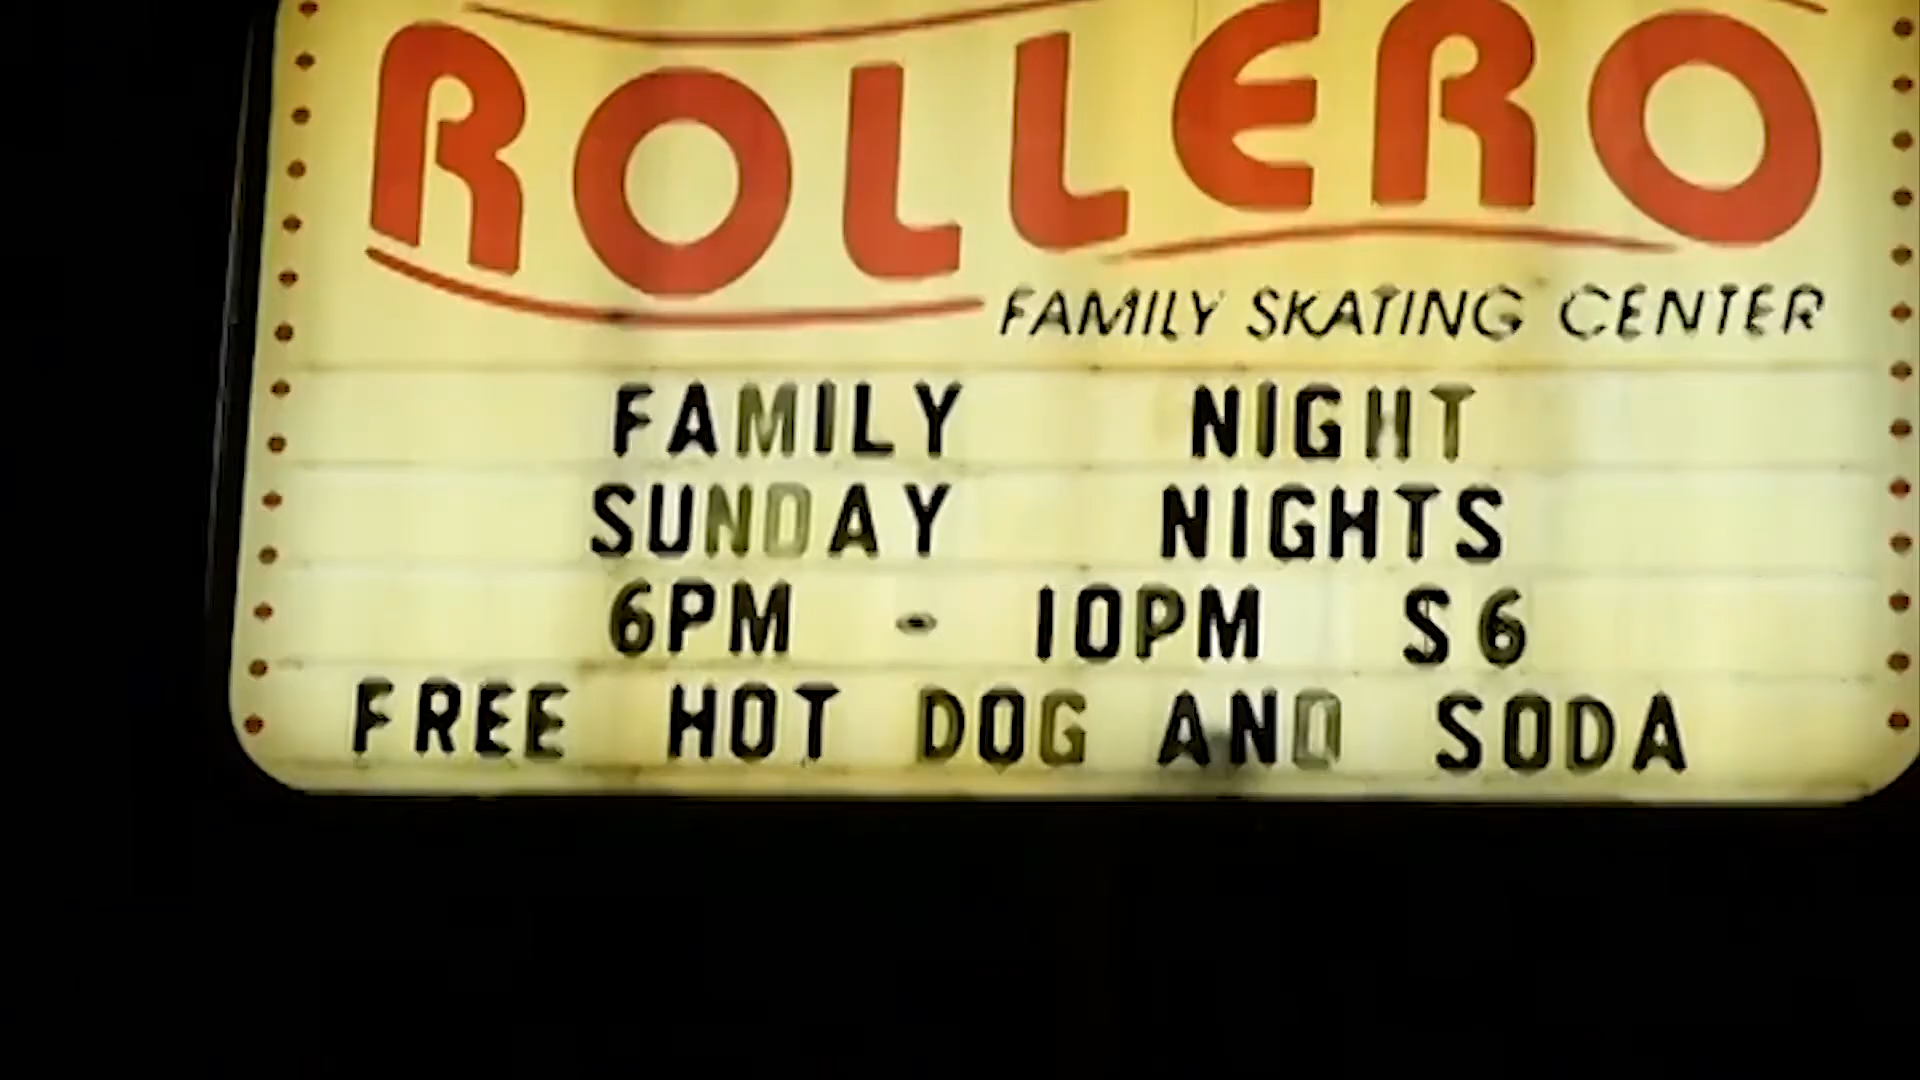 ROLLERO
FAMILY SKATING CENTER
FAMILY NIGHT
SUNDAY NIGHTS
6PM - 10PM S6
FREE HOT DOG AND SODA